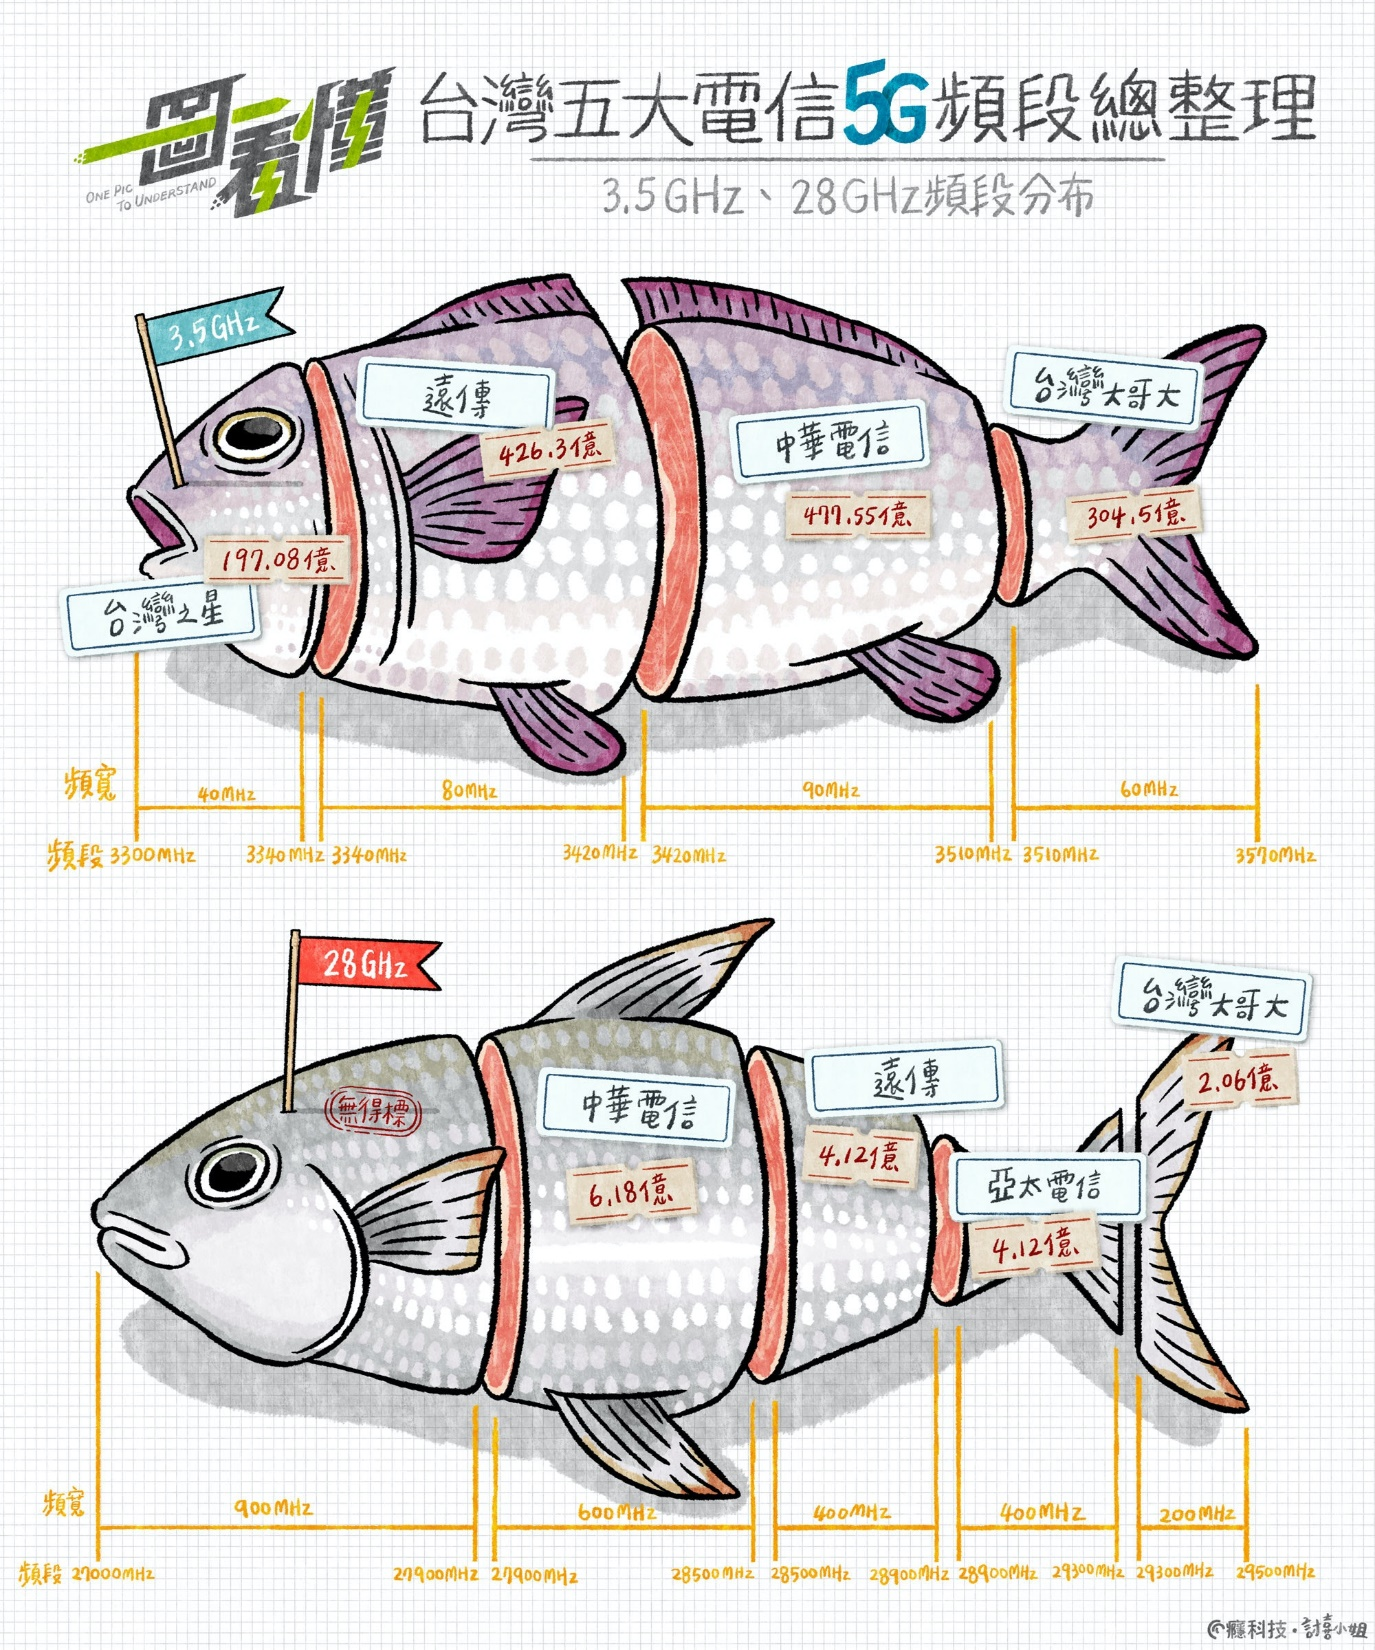 一圖看懂
ONE PIC
TO UNDERSTAND
台灣五大電信5G頻段總整理
3.5GHz、28GHz頻段分布
3.5GHz
遠傳
426.3億
中華電信
477.55億
台灣大哥大
304.5億
197.08億
台灣之星
頻寬 40MHz 80MHz 90MHz 60MHz
頻段 3300MHz 3340MHz 3340MHz 3420MHz 3420MHz 3510MHz 3510MHz 3570MHz
28GHz
無得標
中華電信
6.18億
遠傳
4.12億
亞太電信
4.12億
台灣大哥大
2.06億
頻寬 900MHz 600MHz 400MHz 400MHz 200MHz
頻段 27000MHz 27900MHz 27900MHz 28500MHz 28500MHz 28900MHz 28900MHz 29300MHz 29300MHz 29500MHz
癮科技・討喜小姐